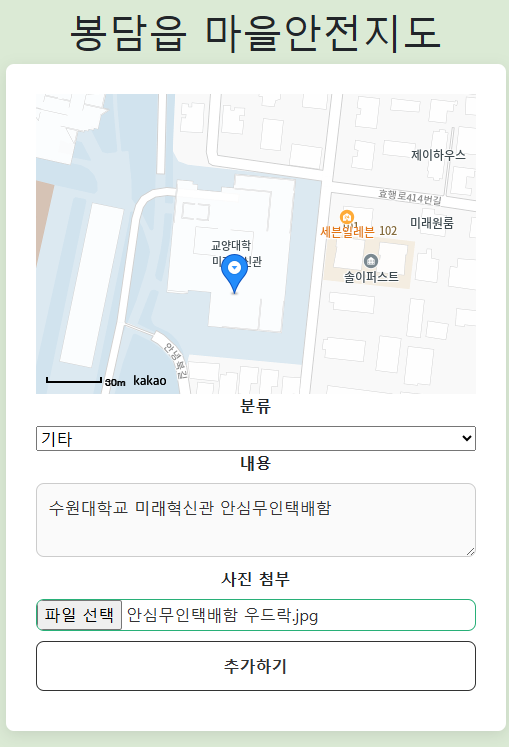 봉담읍 마을안전지도
제이하우스
효행로414번길
세븐일레븐 102
미래원룸
교양대학
솔이퍼스트
안녕북길
30m kakao
분류
기타
내용
수원대학교 미래혁신관 안심무인택배함
사진 첨부
파일 선택 안심무인택배함 우드락.jpg
추가하기